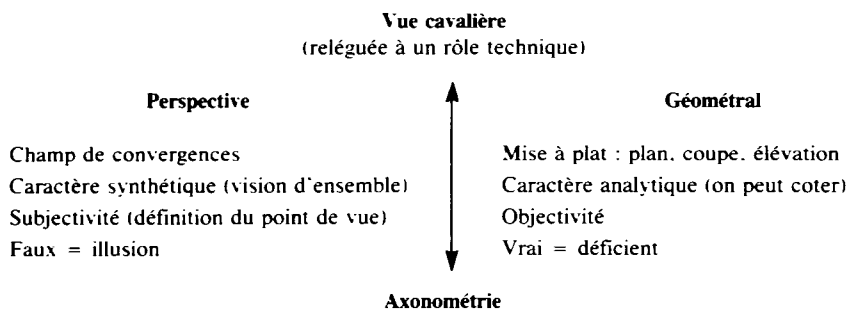 Vue cavalière
(reléguée à un rôle technique)
Perspective
Champ de convergences
Caractère synthétique (vision d'ensemble)
Subjectivité (définition du point de vue)
Faux = illusion
Géométral
Mise à plat : plan, coupe, élévation
Caractère analytique (on peut coter)
Objectivité
Vrai = déficient
Axonométrie